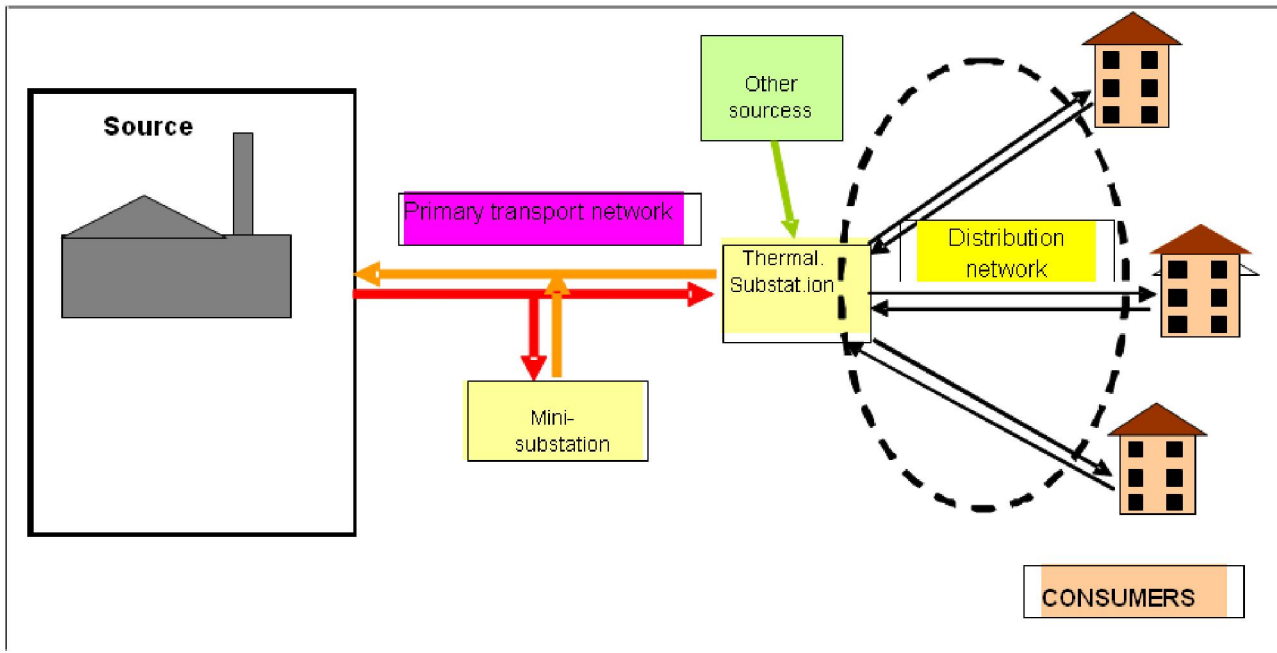 Source
Other
sourcess
Primary transport network
Thermal.
Substat.ion
Distribution
network
Mini-
substation
CONSUMERS